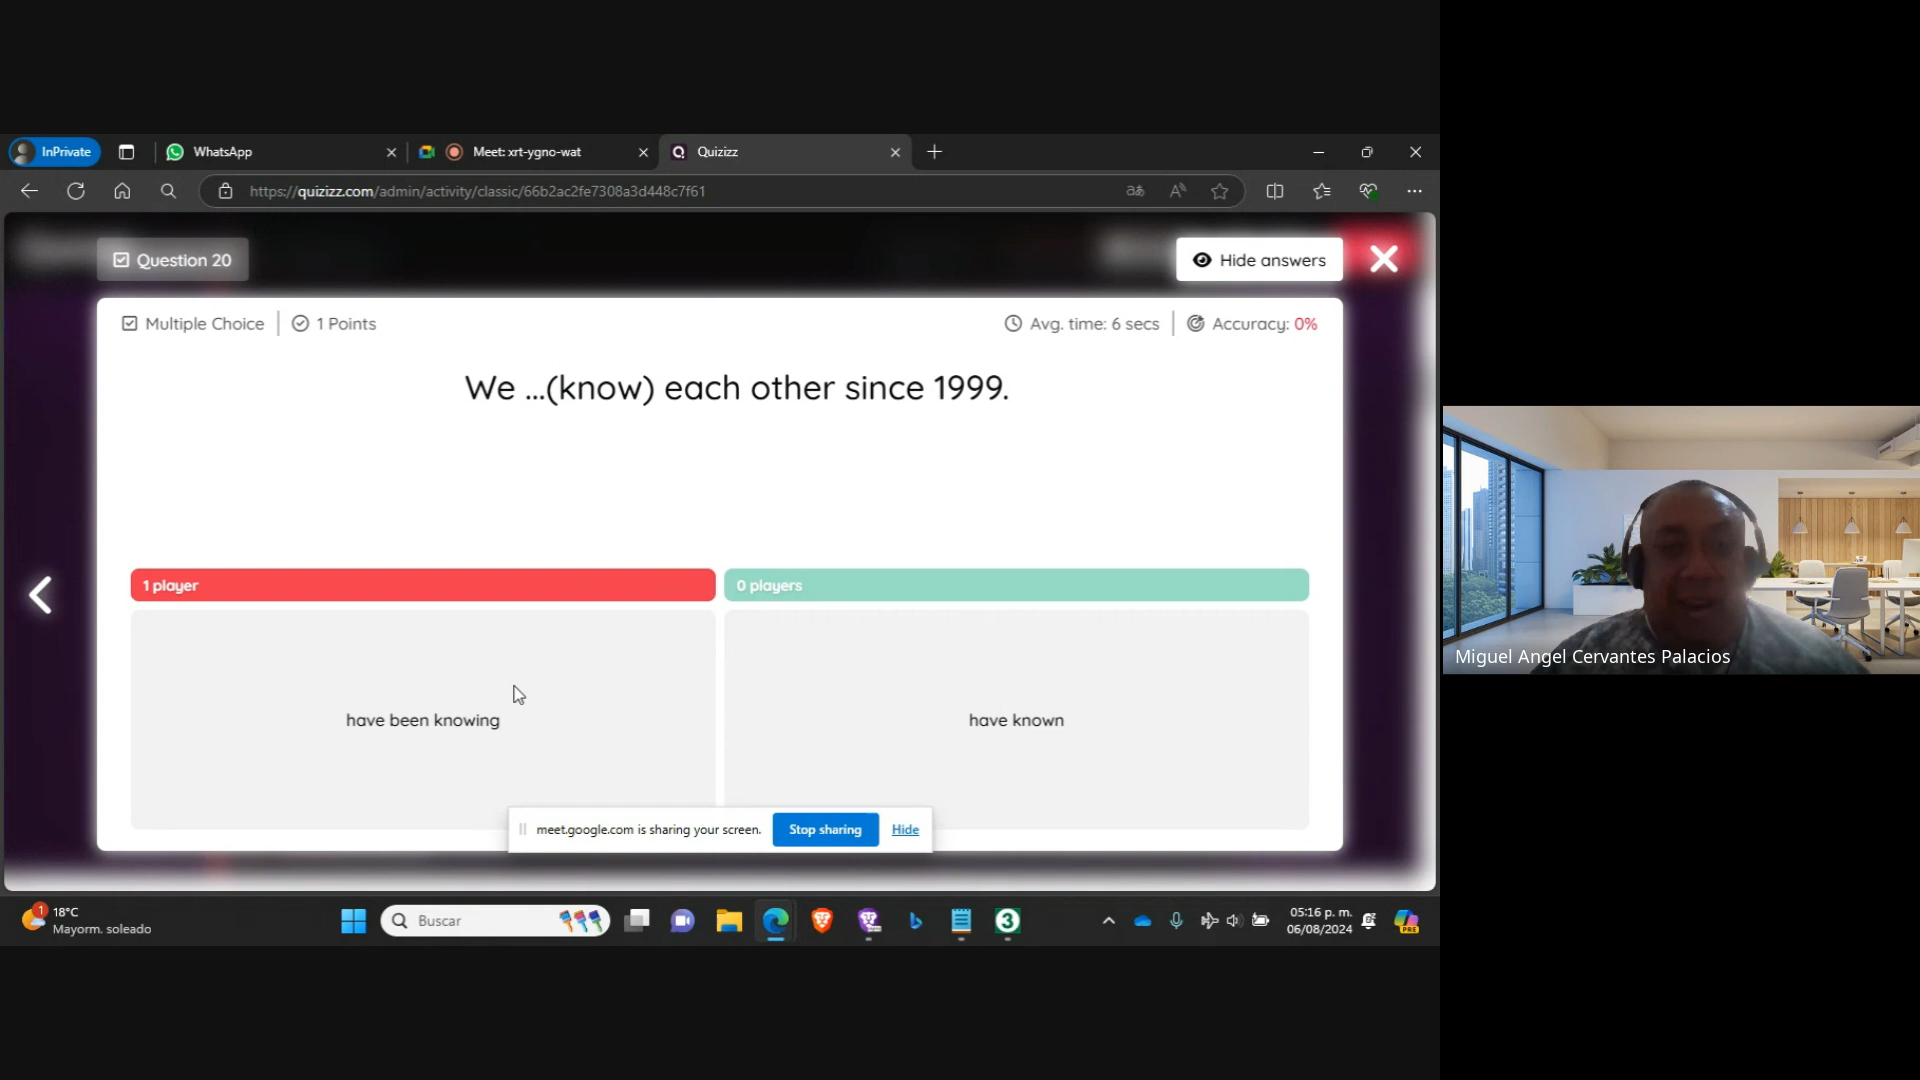 InPrivate
WhatsApp
Meet: xrt-ygno-wat
Quizizz
https://quizizz.com/admin/activity/classic/66b2ac2fe7308a3d448c7f61
Question 20
Hide answers
Multiple Choice
1 Points
Avg. time: 6 secs
Accuracy: 0%
We ...(know) each other since 1999.
1 player
0 players
have been knowing
have known
meet.google.com is sharing your screen.
Stop sharing
Hide
Miguel Angel Cervantes Palacios
1
18°C
Mayorm. soleado
Buscar
3
05:16 p. m.
06/08/2024
PRE